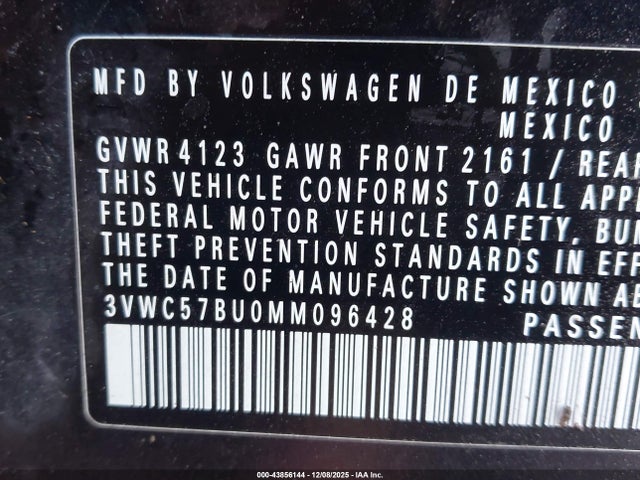 MFD BY VOLKSWAGEN DE MEXICO
MEXICO
GVWR 4123 GAWR FRONT 2161 / REAR
THIS VEHICLE CONFORMS TO ALL APP
FEDERAL MOTOR VEHICLE SAFETY, BUM
THEFT PREVENTION STANDARDS IN EFF
THE DATE OF MANUFACTURE SHOWN AB
3VWC57BU0MM096428 PASSEN
000-43856144 - 12/08/2025 - IAA Inc.